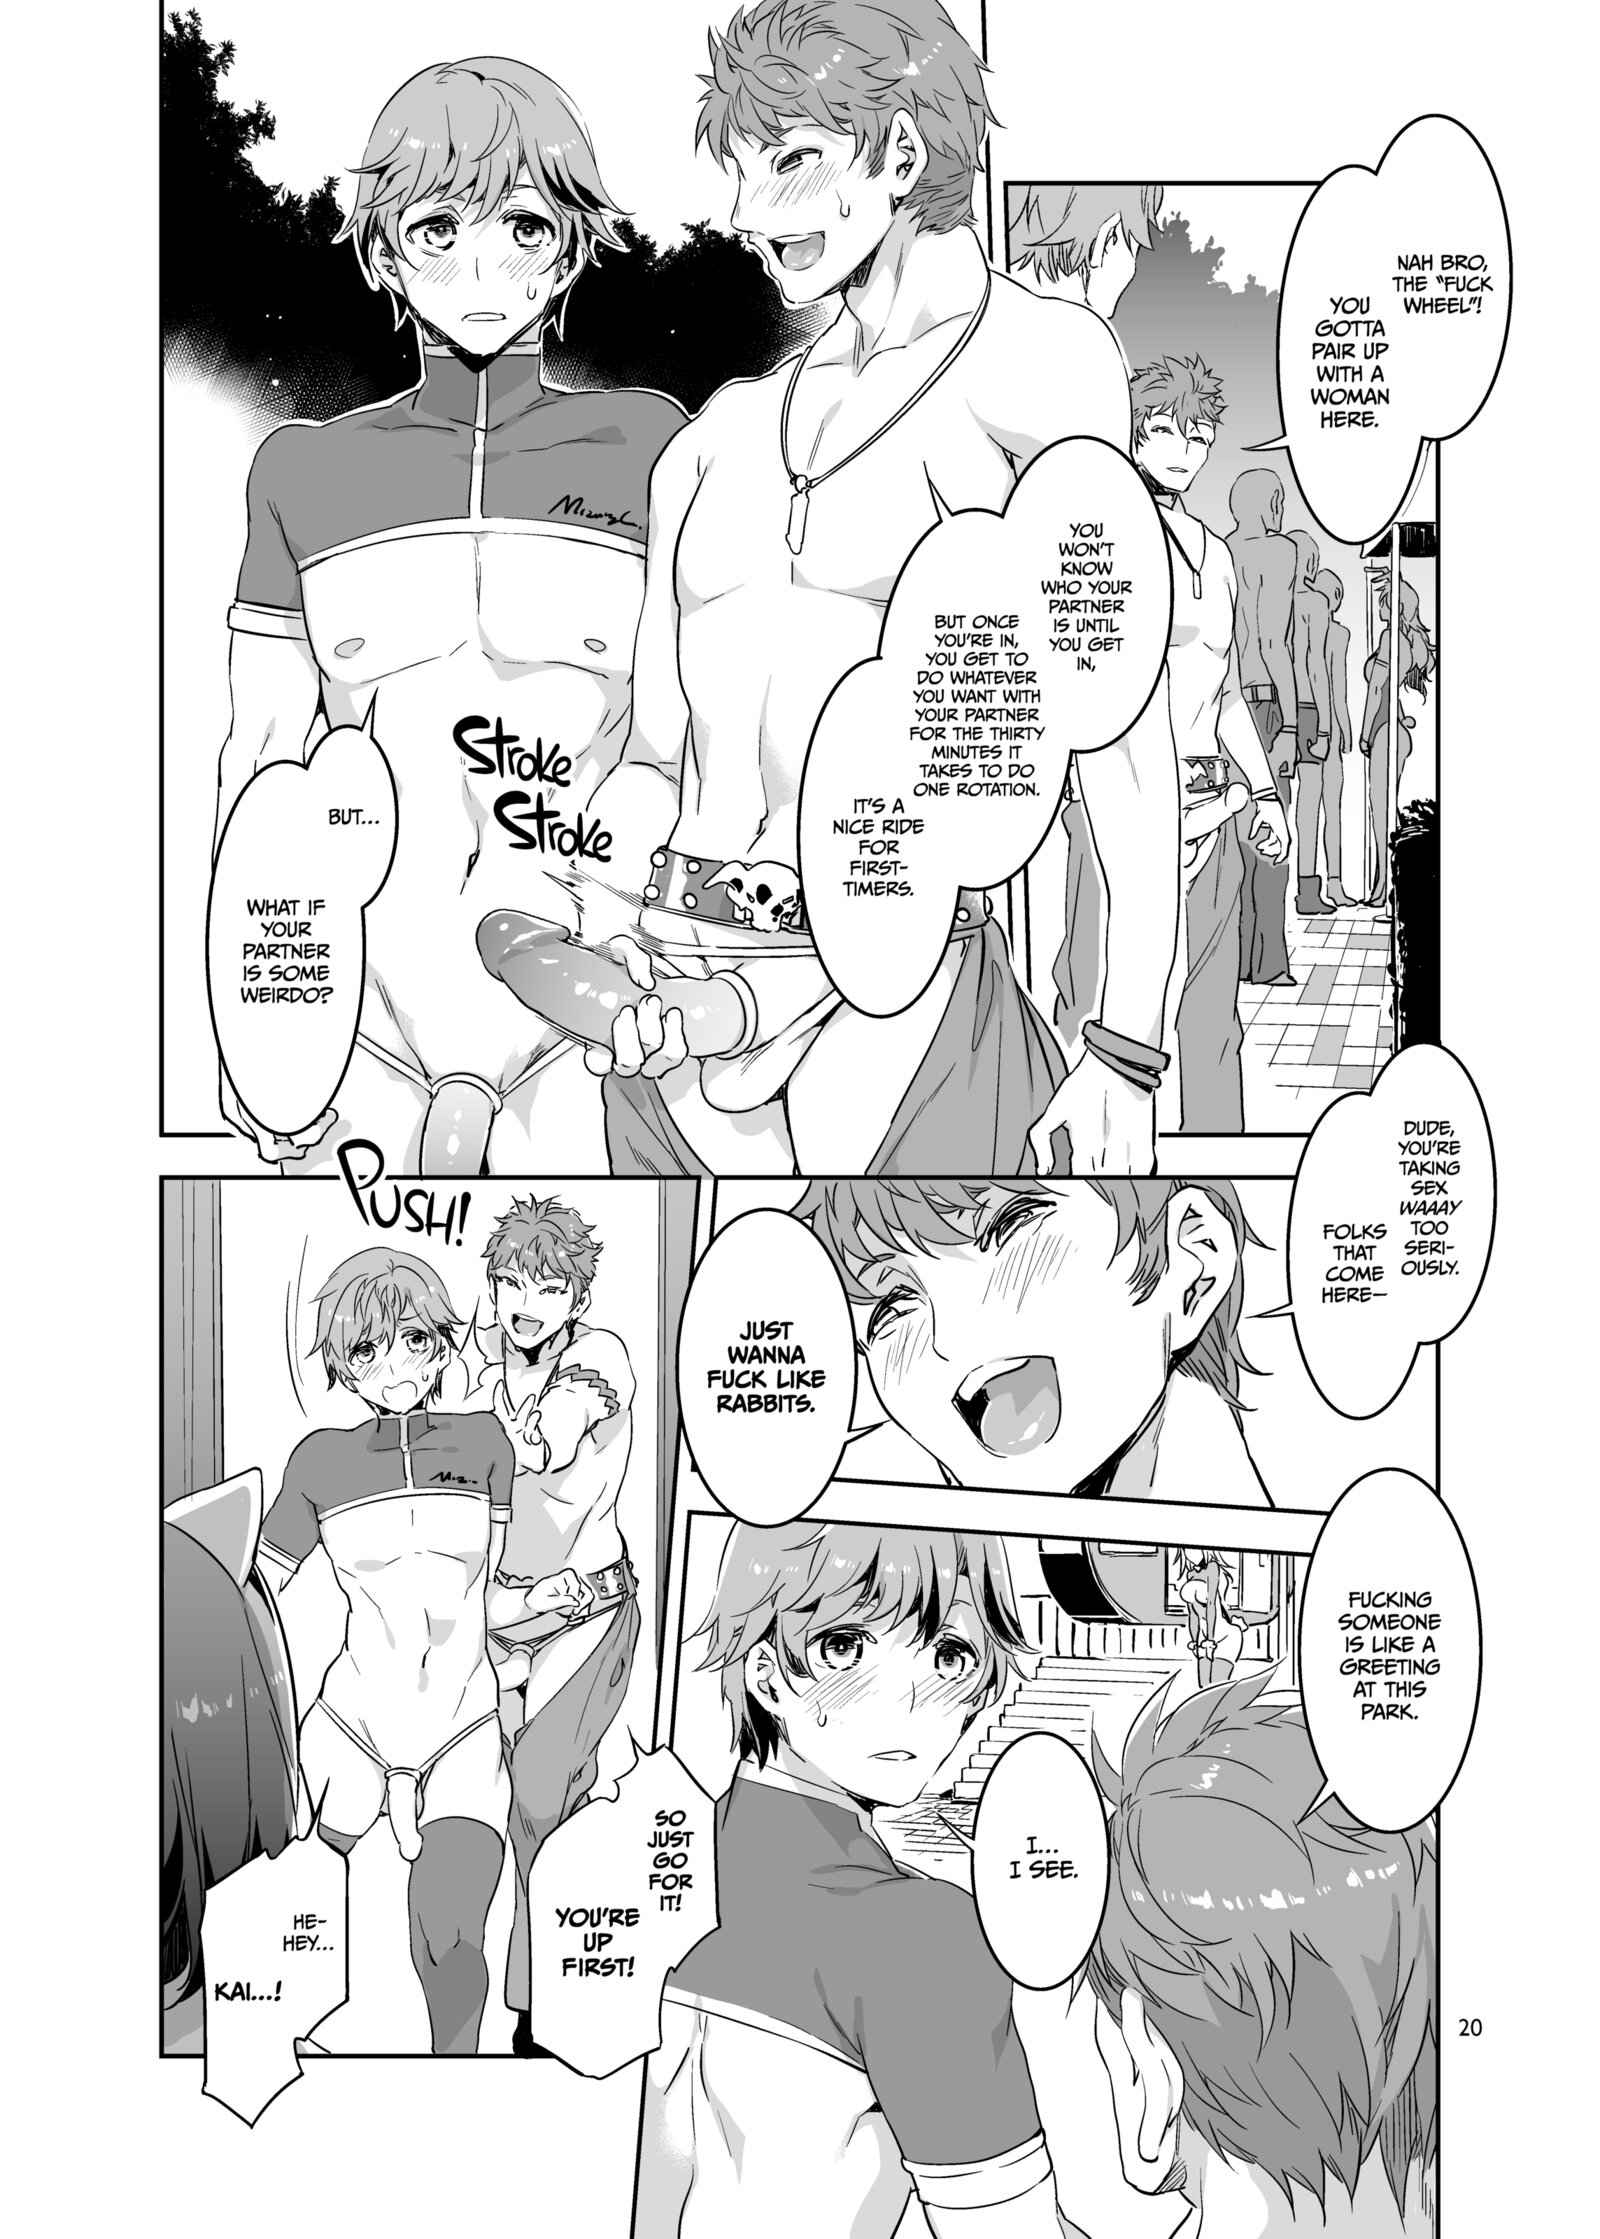 NAH BRO,
THE "FUCK
WHEEL"!
YOU
GOTTA
PAIR UP
WITH A
WOMAN
HERE.
YOU
WON'T
KNOW
WHO YOUR
PARTNER
IS UNTIL
YOU GET
IN,
BUT ONCE
YOU'RE IN,
YOU GET TO
DO WHATEVER
YOU WANT WITH
YOUR PARTNER
FOR THE THIRTY
MINUTES IT
TAKES TO DO
ONE ROTATION.
IT'S A
NICE RIDE
FOR
FIRST-
TIMERS.
Stroke
Stroke
BUT...
WHAT IF
YOUR
PARTNER
IS SOME
WEIRDO?
DUDE,
YOU'RE
TAKING
SEX
WAAAY
TOO
SERI-
OUSLY.
FOLKS
THAT
COME
HERE—
JUST
WANNA
FUCK LIKE
RABBITS.
FUCKING
SOMEONE
IS LIKE A
GREETING
AT THIS
PARK.
I...
I SEE.
PUSH!
SO
JUST
GO
FOR
IT!
YOU'RE
UP
FIRST!
HE-
HEY...
KAI...!
20